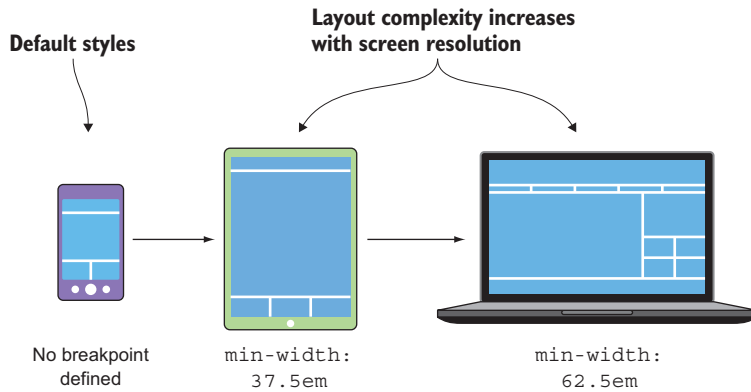 Default styles
Layout complexity increases
with screen resolution
No breakpoint
defined
min-width:
37.5em
min-width:
62.5em